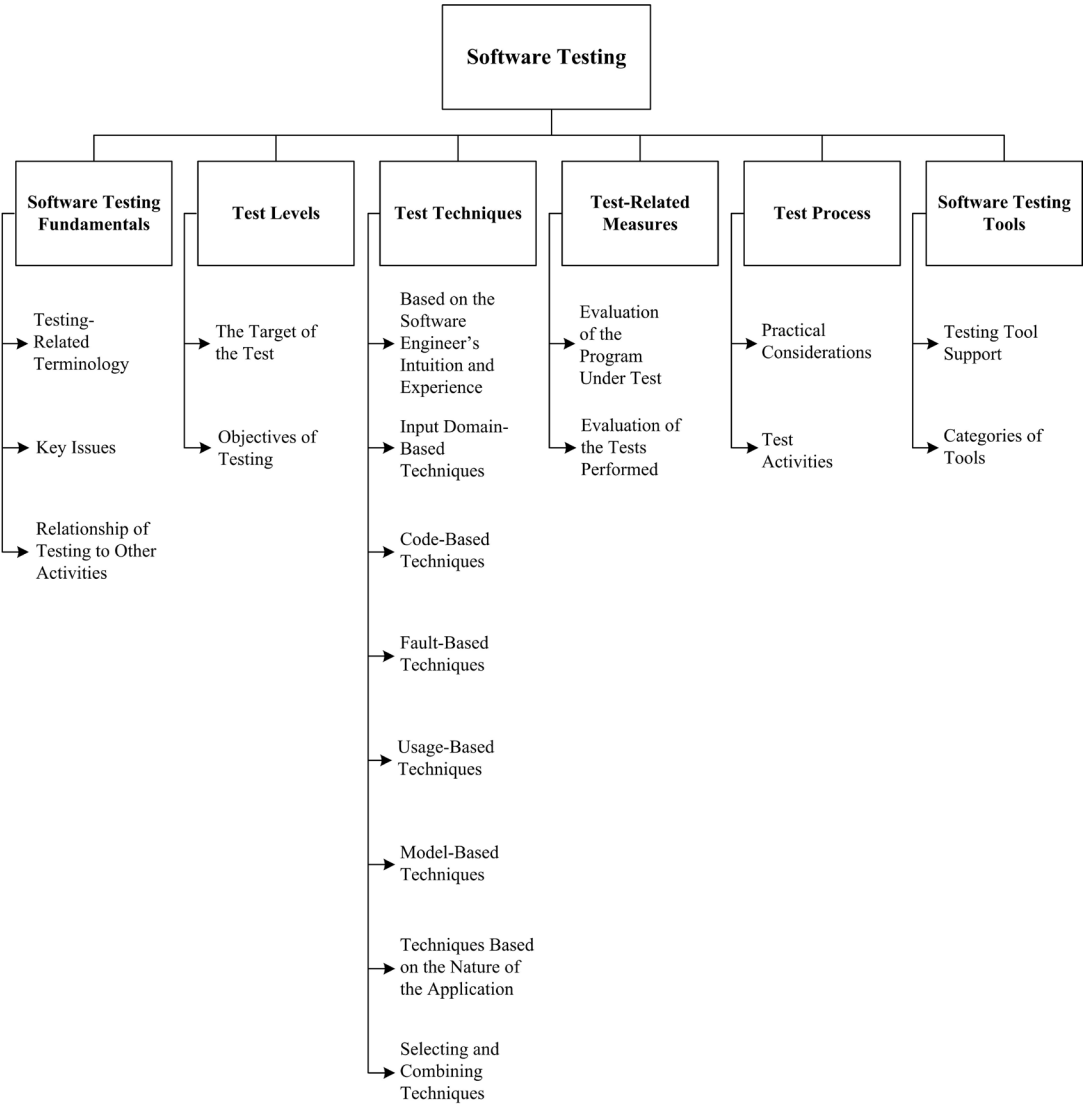 Software Testing
Software Testing
Fundamentals
Test Levels
Test Techniques
Test-Related
Measures
Test Process
Software Testing
Tools
Testing-
Related
Terminology
Key Issues
Relationship of
Testing to Other
Activities
The Target of
the Test
Objectives of
Testing
Based on the
Software
Engineer’s
Intuition and
Experience
Input Domain-
Based
Techniques
Code-Based
Techniques
Fault-Based
Techniques
Usage-Based
Techniques
Model-Based
Techniques
Techniques Based
on the Nature of
the Application
Selecting and
Combining
Techniques
Evaluation
of the
Program
Under Test
Evaluation of
the Tests
Performed
Practical
Considerations
Test
Activities
Testing Tool
Support
Categories of
Tools